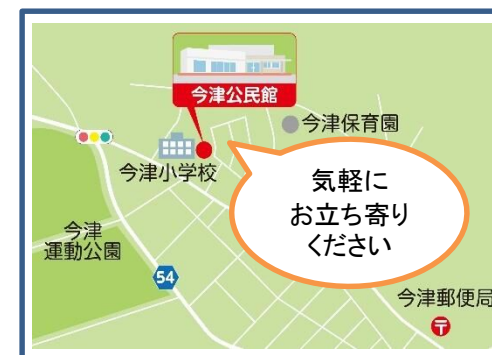 今津公民館
今津保育園
今津小学校
気軽に
お立ち寄り
ください
今津
運動公園
54
今津郵便局
〒